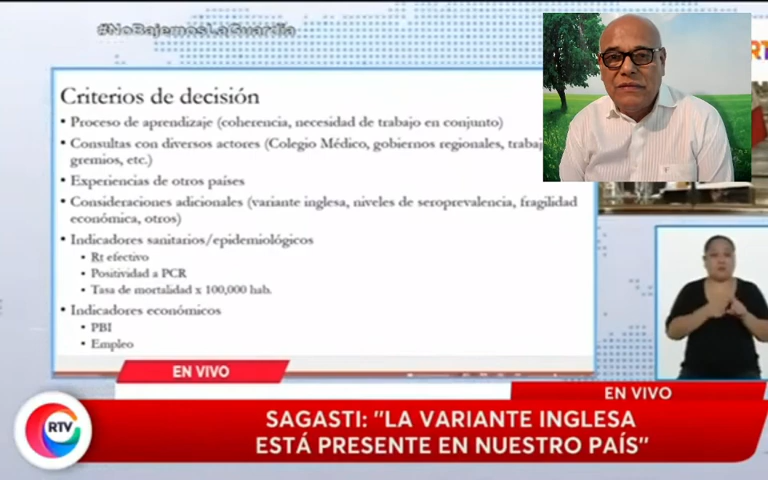 #NoBajemosLaGuardia
Criterios de decisión
• Proceso de aprendizaje (coherencia, necesidad de trabajo en conjunto)
• Consultas con diversos actores (Colegio Médico, gobiernos regionales,
gremios, etc.)
• Experiencias de otros países
• Consideraciones adicionales (variante inglesa, niveles de seroprevalencia, fragilidad
económica, otros)
• Indicadores sanitarios/epidemiológicos
• Rt efectivo
• Positividad a PCR
• Tasa de mortalidad x 100,000 hab.
• Indicadores económicos
• PBI
• Empleo
EN VIVO
EN VIVO
RTV
SAGASTI: "LA VARIANTE INGLESA
ESTÁ PRESENTE EN NUESTRO PAÍS"